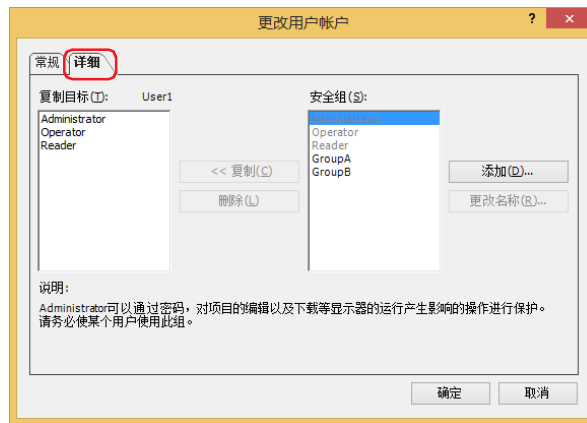 更改用户帐户
?
×
常规
详细
复制目标(T): User1
安全组(S):
Administrator
Operator
Reader
Administrator
Operator
Reader
GroupA
GroupB
<< 复制(C)
删除(L)
添加(D)...
更改名称(R)...
说明:
Administrator可以通过密码，对项目的编辑以及下载等显示器的运行产生影响的操作进行保护。
请务必使某个用户使用此组。
确定
取消